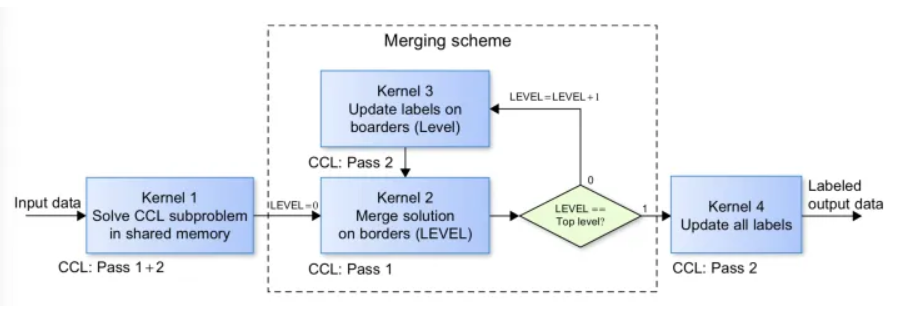 Merging scheme
Kernel 3
Update labels on
boarders (Level)
LEVEL=LEVEL+1
CCL: Pass 2
Input data
Kernel 1
Solve CCL subproblem
in shared memory
CCL: Pass 1+2
LEVEL=0
Kernel 2
Merge solution
on borders (LEVEL)
CCL: Pass 1
LEVEL ==
Top level?
0
1
Kernel 4
Update all labels
CCL: Pass 2
Labeled
output data